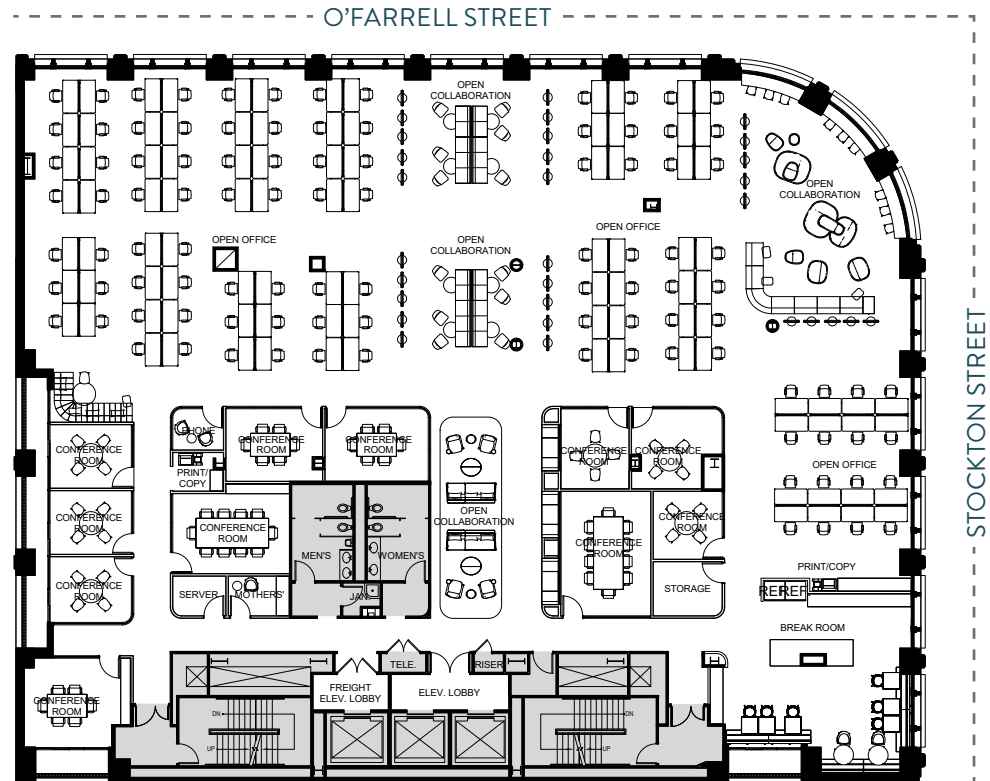 O'FARRELL STREET
OPEN
COLLABORATION
OPEN
COLLABORATION
OPEN OFFICE
OPEN
COLLABORATION
OPEN OFFICE
STOCKTON STREET
PHONE
CONFERENCE
ROOM
CONFERENCE
ROOM
CONFERENCE
ROOM
CONFERENCE
ROOM
CONFERENCE
ROOM
PRINT/
COPY
OPEN OFFICE
CONFERENCE
ROOM
CONFERENCE
ROOM
OPEN
COLLABORATION
CONFERENCE
ROOM
CONFERENCE
ROOM
MEN'S
WOMEN'S
PRINT/COPY
CONFERENCE
ROOM
SERVER
MOTHERS'
JAN.
STORAGE
REF
REF
BREAK ROOM
TELE.
RISER
FREIGHT
ELEV. LOBBY
ELEV. LOBBY
CONFERENCE
ROOM
DN
UP
DN
UP